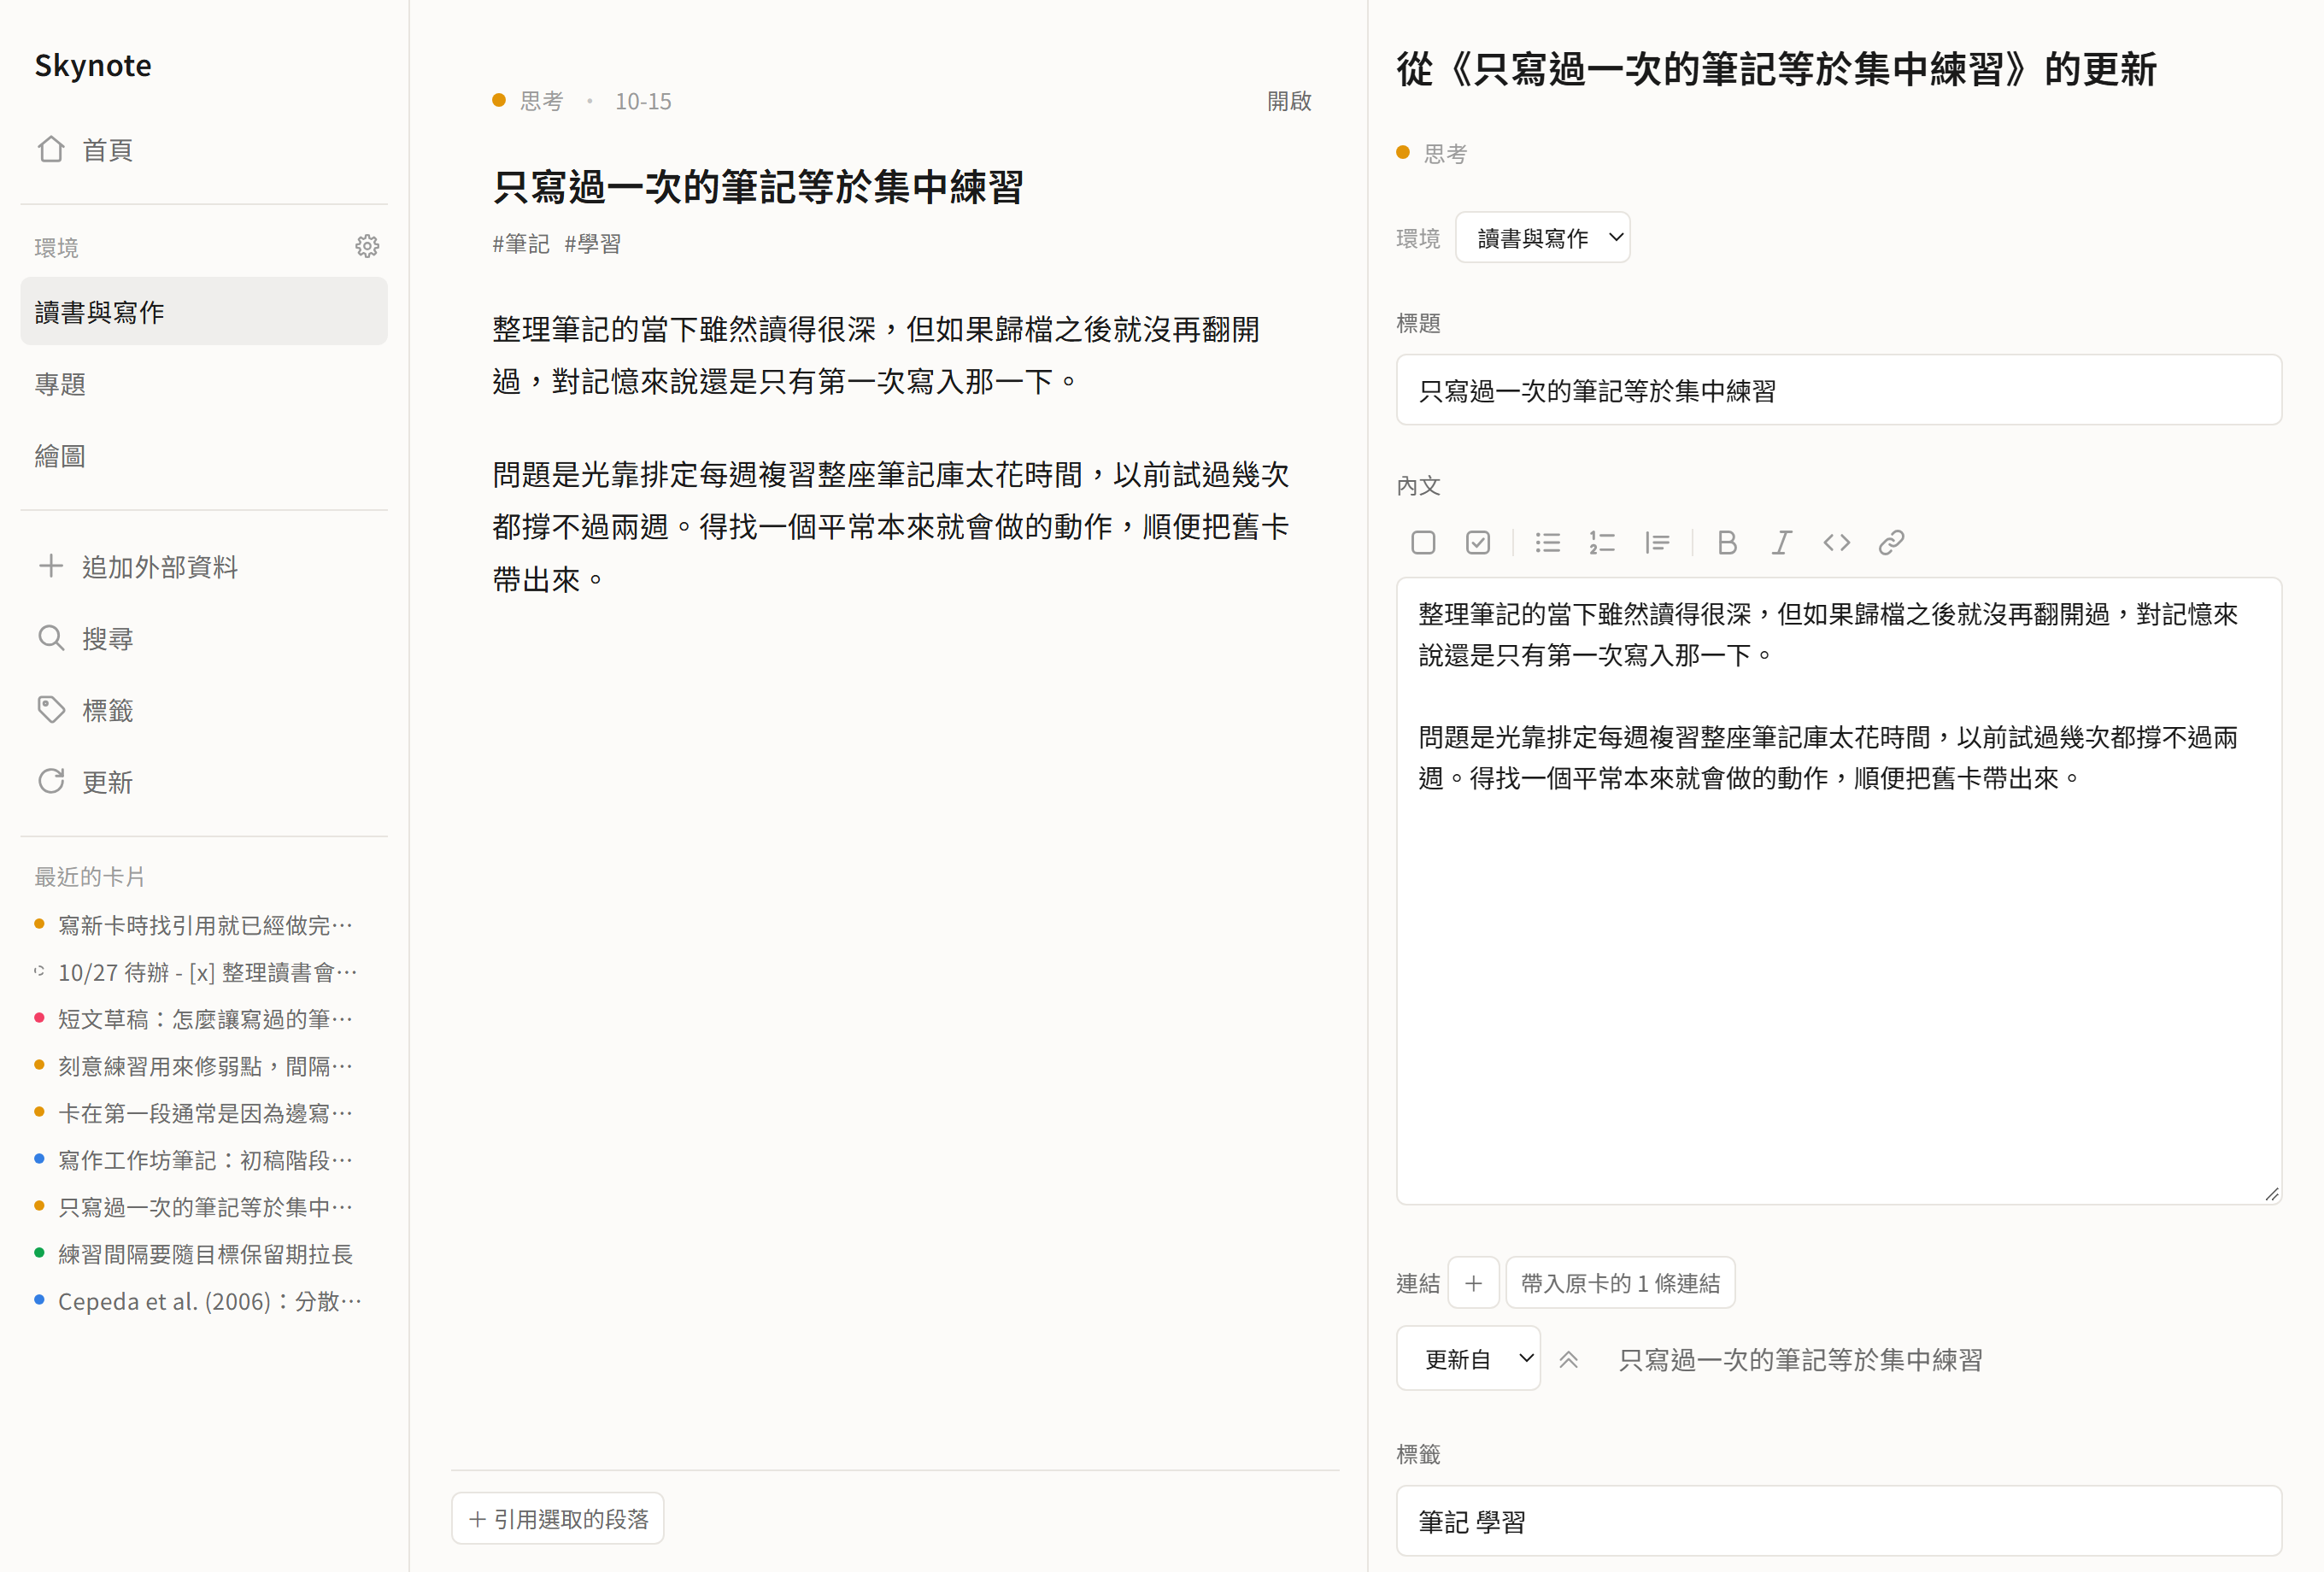 Skynote
首頁
環境
讀書與寫作
專題
繪圖
追加外部資料
搜尋
標籤
更新
最近的卡片
寫新卡時找引用就已經做完…
10/27 待辦 - [x] 整理讀書會…
短文草稿：怎麼讓寫過的筆…
刻意練習用來修弱點，間隔…
卡在第一段通常是因為邊寫…
寫作工作坊筆記：初稿階段…
只寫過一次的筆記等於集中…
練習間隔要隨目標保留期拉長
Cepeda et al. (2006)：分散…
思考 • 10-15
開啟
只寫過一次的筆記等於集中練習
#筆記 #學習
整理筆記的當下雖然讀得很深，但如果歸檔之後就沒再翻開
過，對記憶來說還是只有第一次寫入那一下。
問題是光靠排定每週複習整座筆記庫太花時間，以前試過幾次
都撐不過兩週。得找一個平常本來就會做的動作，順便把舊卡
帶出來。
+ 引用選取的段落
從《只寫過一次的筆記等於集中練習》的更新
思考
環境 讀書與寫作
標題
只寫過一次的筆記等於集中練習
內文
整理筆記的當下雖然讀得很深，但如果歸檔之後就沒再翻開過，對記憶來
說還是只有第一次寫入那一下。
問題是光靠排定每週複習整座筆記庫太花時間，以前試過幾次都撐不過兩
週。得找一個平常本來就會做的動作，順便把舊卡帶出來。
連結 + 帶入原卡的 1 條連結
更新自 只寫過一次的筆記等於集中練習
標籤
筆記 學習